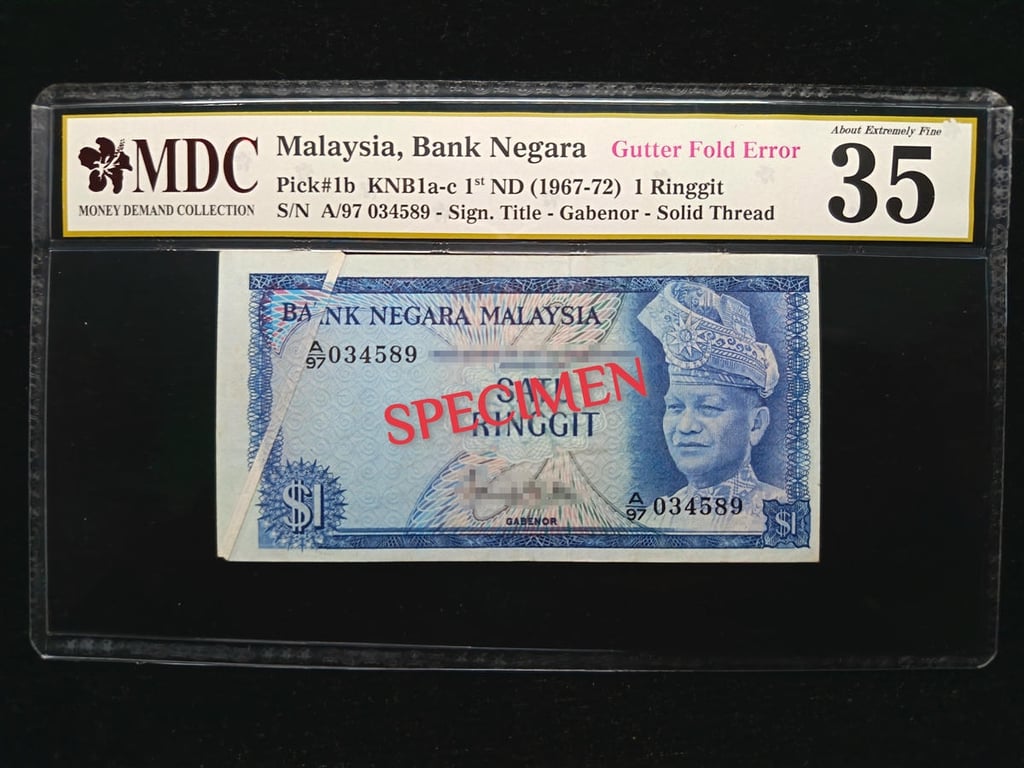 About Extremely Fine
MDC
MONEY DEMAND COLLECTION
Malaysia, Bank Negara Gutter Fold Error
Pick#1b KNB1a-c 1st ND (1967-72) 1 Ringgit
S/N A/97 034589 - Sign. Title - Gabenor - Solid Thread
35
BANK NEGARA MALAYSIA
A/97 034589
SATU
RINGGIT
SPECIMEN
GABENOR
A/97 034589
$1
$1